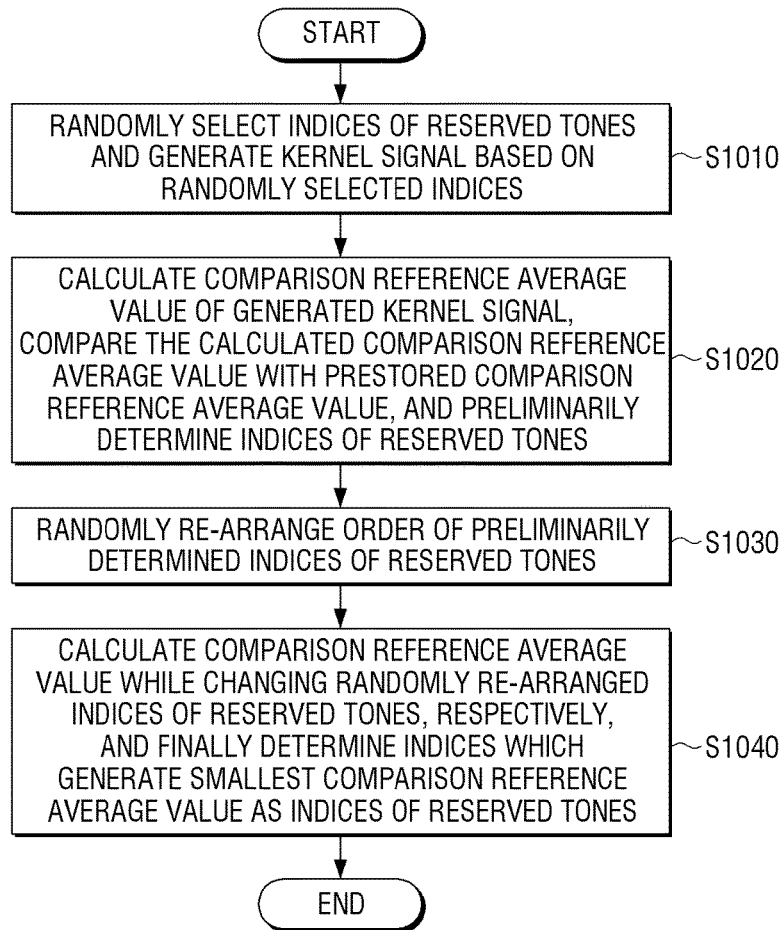 START
RANDOMLY SELECT INDICES OF RESERVED TONES
AND GENERATE KERNEL SIGNAL BASED ON
RANDOMLY SELECTED INDICES
S1010
CALCULATE COMPARISON REFERENCE AVERAGE
VALUE OF GENERATED KERNEL SIGNAL,
COMPARE THE CALCULATED COMPARISON REFERENCE
AVERAGE VALUE WITH PRESTORED COMPARISON
REFERENCE AVERAGE VALUE, AND PRELIMINARILY
DETERMINE INDICES OF RESERVED TONES
S1020
RANDOMLY RE-ARRANGE ORDER OF PRELIMINARILY
DETERMINED INDICES OF RESERVED TONES
S1030
CALCULATE COMPARISON REFERENCE AVERAGE
VALUE WHILE CHANGING RANDOMLY RE-ARRANGED
INDICES OF RESERVED TONES, RESPECTIVELY,
AND FINALLY DETERMINE INDICES WHICH
GENERATE SMALLEST COMPARISON REFERENCE
AVERAGE VALUE AS INDICES OF RESERVED TONES
S1040
END